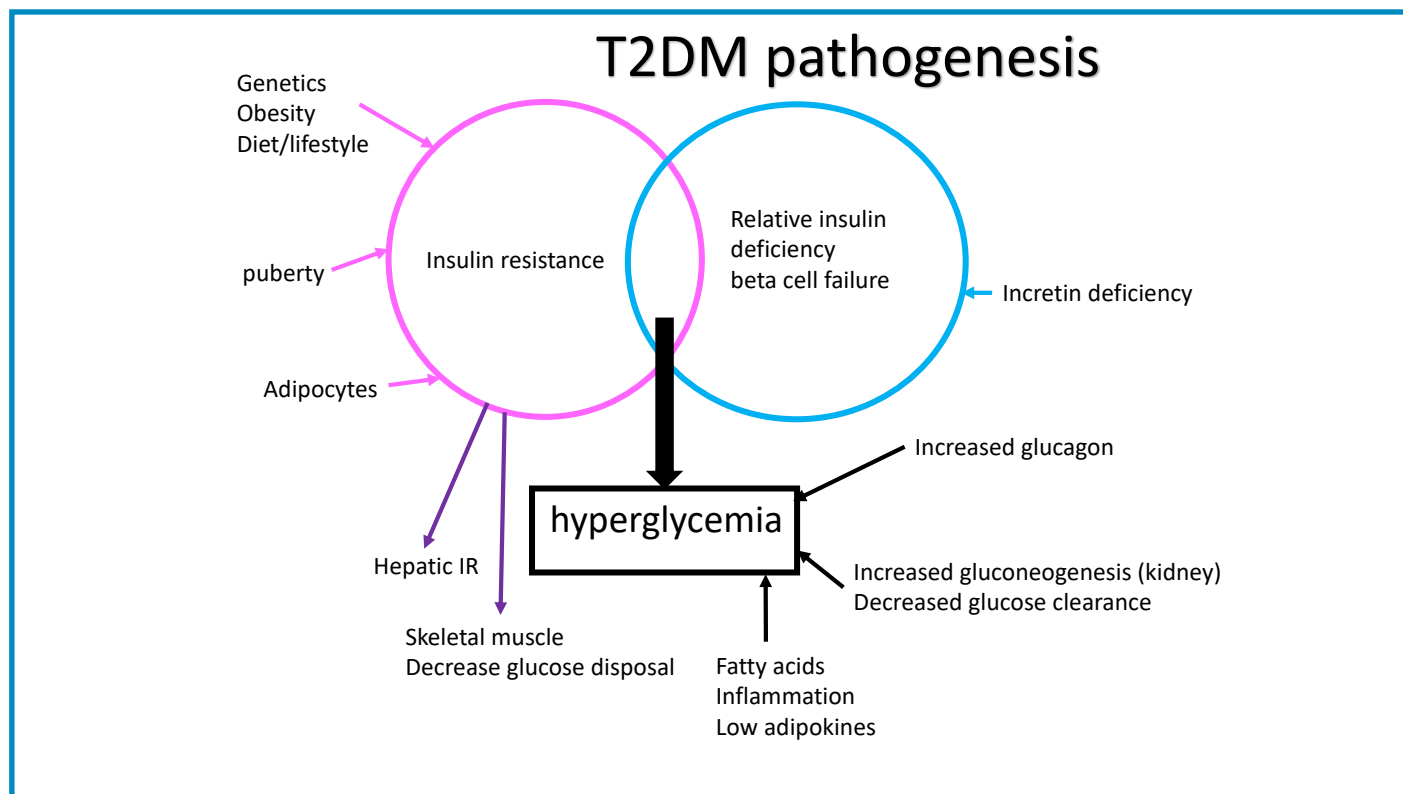 T2DM pathogenesis
Genetics
Obesity
Diet/lifestyle
puberty
Insulin resistance
Relative insulin
deficiency
beta cell failure
Incretin deficiency
Adipocytes
Increased glucagon
hyperglycemia
Hepatic IR
Increased gluconeogenesis (kidney)
Decreased glucose clearance
Skeletal muscle
Decrease glucose disposal
Fatty acids
Inflammation
Low adipokines